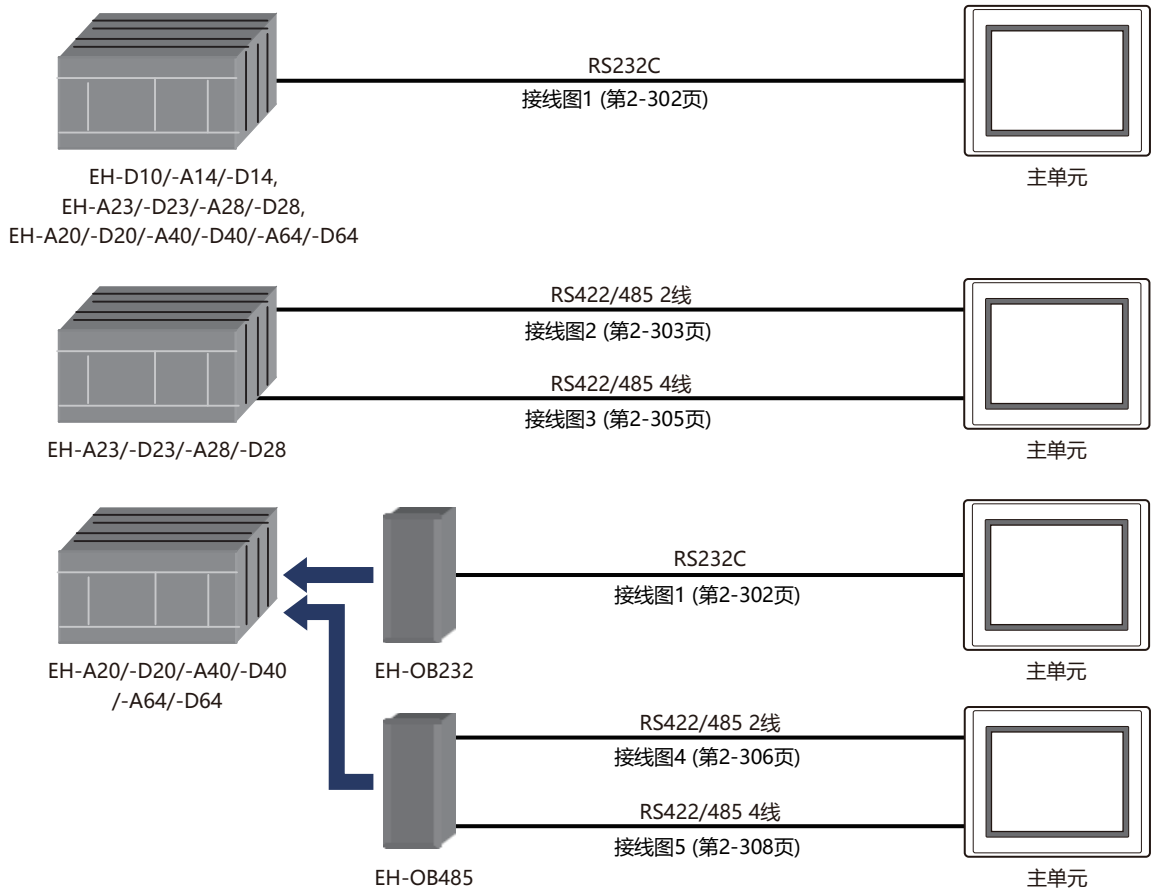 RS232C
接线图1 (第2-302页)
EH-D10/-A14/-D14,
EH-A23/-D23/-A28/-D28,
EH-A20/-D20/-A40/-D40/-A64/-D64
主单元
RS422/485 2线
接线图2 (第2-303页)
RS422/485 4线
接线图3 (第2-305页)
EH-A23/-D23/-A28/-D28
主单元
RS232C
接线图1 (第2-302页)
EH-A20/-D20/-A40/-D40
/-A64/-D64
EH-OB232
主单元
RS422/485 2线
接线图4 (第2-306页)
RS422/485 4线
接线图5 (第2-308页)
EH-OB485
主单元